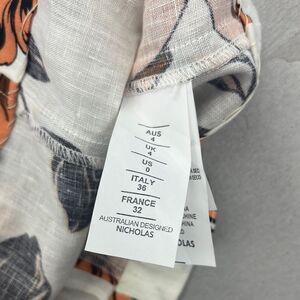 AUS
4
UK
4
US
0
ITALY
36
FRANCE
32
AUSTRALIAN DESIGNED
NICHOLAS